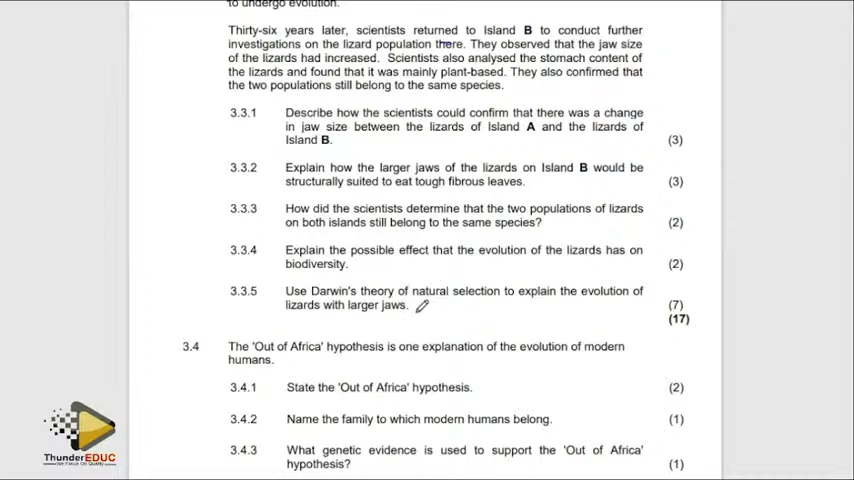 to undergo evolution.
Thirty-six years later, scientists returned to Island B to conduct further
investigations on the lizard population there. They observed that the jaw size
of the lizards had increased. Scientists also analysed the stomach content of
the lizards and found that it was mainly plant-based. They also confirmed that
the two populations still belong to the same species.
3.3.1 Describe how the scientists could confirm that there was a change
in jaw size between the lizards of Island A and the lizards of
Island B. (3)
3.3.2 Explain how the larger jaws of the lizards on Island B would be
structurally suited to eat tough fibrous leaves. (3)
3.3.3 How did the scientists determine that the two populations of lizards
on both islands still belong to the same species? (2)
3.3.4 Explain the possible effect that the evolution of the lizards has on
biodiversity. (2)
3.3.5 Use Darwin's theory of natural selection to explain the evolution of
lizards with larger jaws. (7)
(17)
3.4 The 'Out of Africa' hypothesis is one explanation of the evolution of modern
humans.
3.4.1 State the 'Out of Africa' hypothesis. (2)
3.4.2 Name the family to which modern humans belong. (1)
3.4.3 What genetic evidence is used to support the 'Out of Africa'
hypothesis? (1)
ThunderEDUC
We Focus On Quality